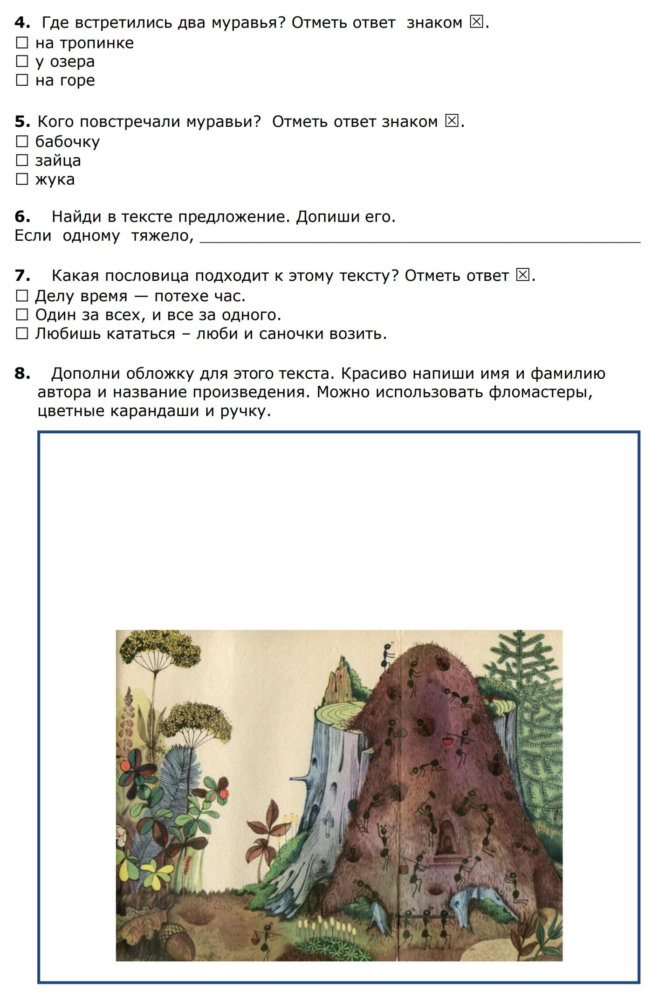 4. Где встретились два муравья? Отметь ответ знаком ☒.
☐ на тропинке
☐ у озера
☐ на горе
5. Кого повстречали муравьи? Отметь ответ знаком ☒.
☐ бабочку
☐ зайца
☐ жука
6. Найди в тексте предложение. Допиши его.
Если одному тяжело, ____________________________________________
7. Какая пословица подходит к этому тексту? Отметь ответ ☒.
☐ Делу время — потехе час.
☐ Один за всех, и все за одного.
☐ Любишь кататься – люби и саночки возить.
8. Дополни обложку для этого текста. Красиво напиши имя и фамилию
автора и название произведения. Можно использовать фломастеры,
цветные карандаши и ручку.